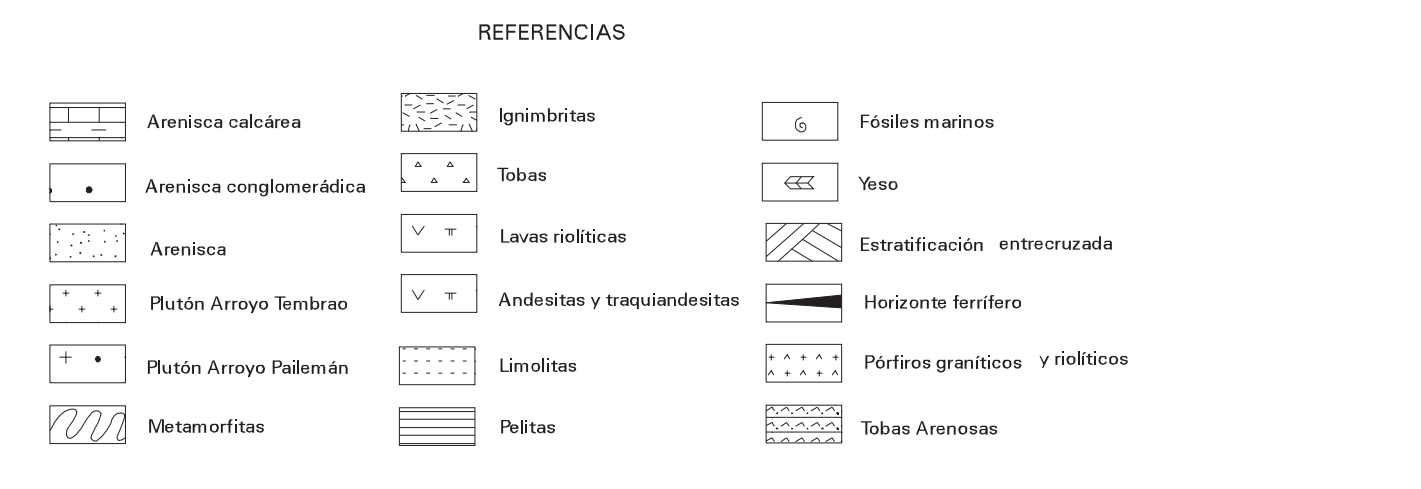 REFERENCIAS
Arenisca calcárea
Arenisca conglomerádica
Arenisca
Plutón Arroyo Tembrao
Plutón Arroyo Pailemán
Metamorfitas
Ignimbritas
Tobas
Lavas riolíticas
Andesitas y traquiandesitas
Limolitas
Pelitas
Fósiles marinos
Yeso
Estratificación entrecruzada
Horizonte ferrífero
Pórfiros graníticos y riolíticos
Tobas Arenosas